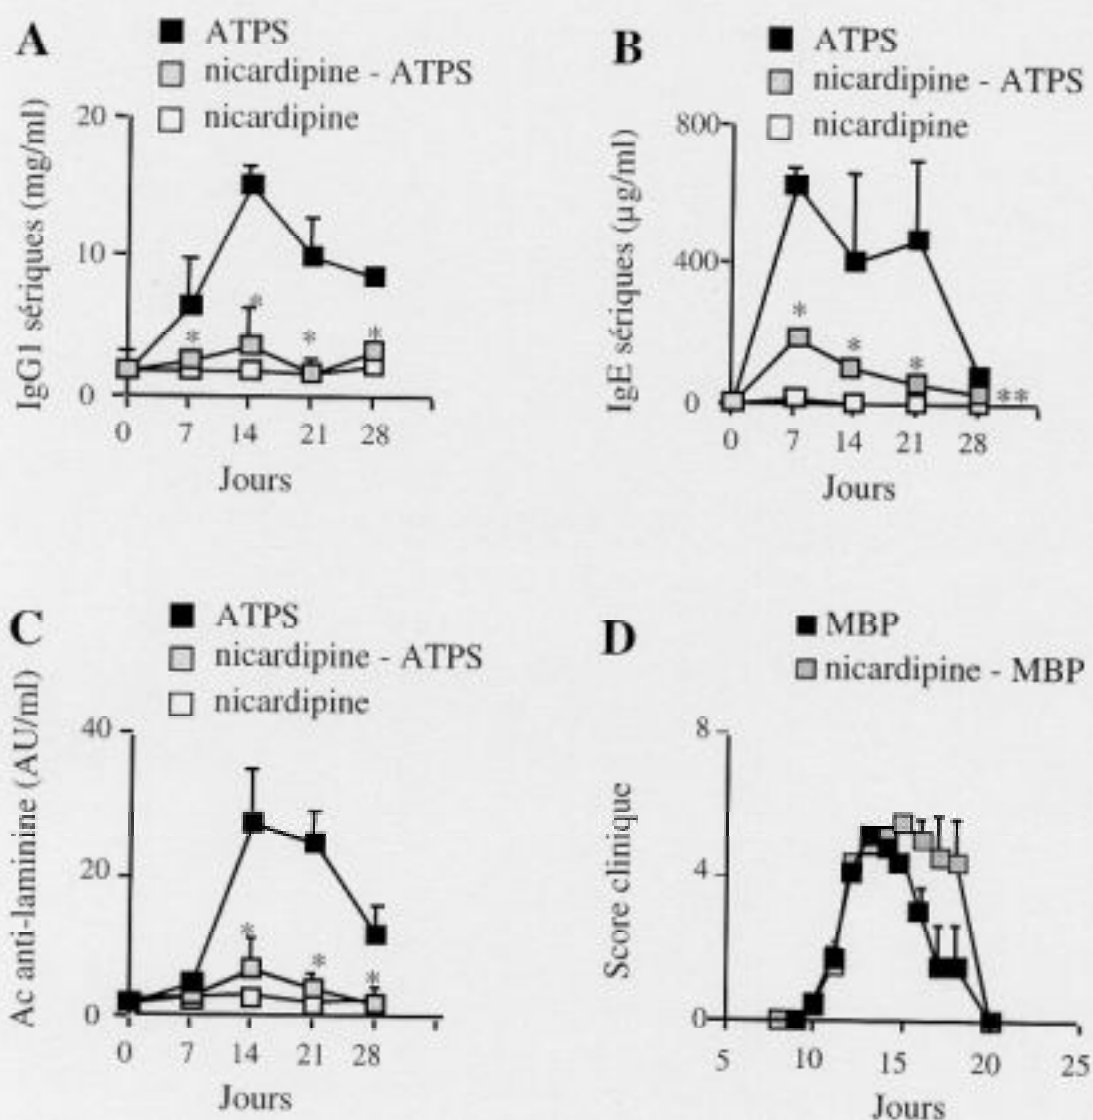 A
ATPS
nicardipine - ATPS
nicardipine
IgG1 sériques (mg/ml)
20
10
0
*
*
*
*
0 7 14 21 28
Jours
B
ATPS
nicardipine - ATPS
nicardipine
IgE sériques (µg/ml)
800
400
0
*
*
*
**
0 7 14 21 28
Jours
C
ATPS
nicardipine - ATPS
nicardipine
Ac anti-laminine (AU/ml)
40
20
0
*
*
*
0 7 14 21 28
Jours
D
MBP
nicardipine - MBP
Score clinique
8
4
0
5 10 15 20 25
Jours